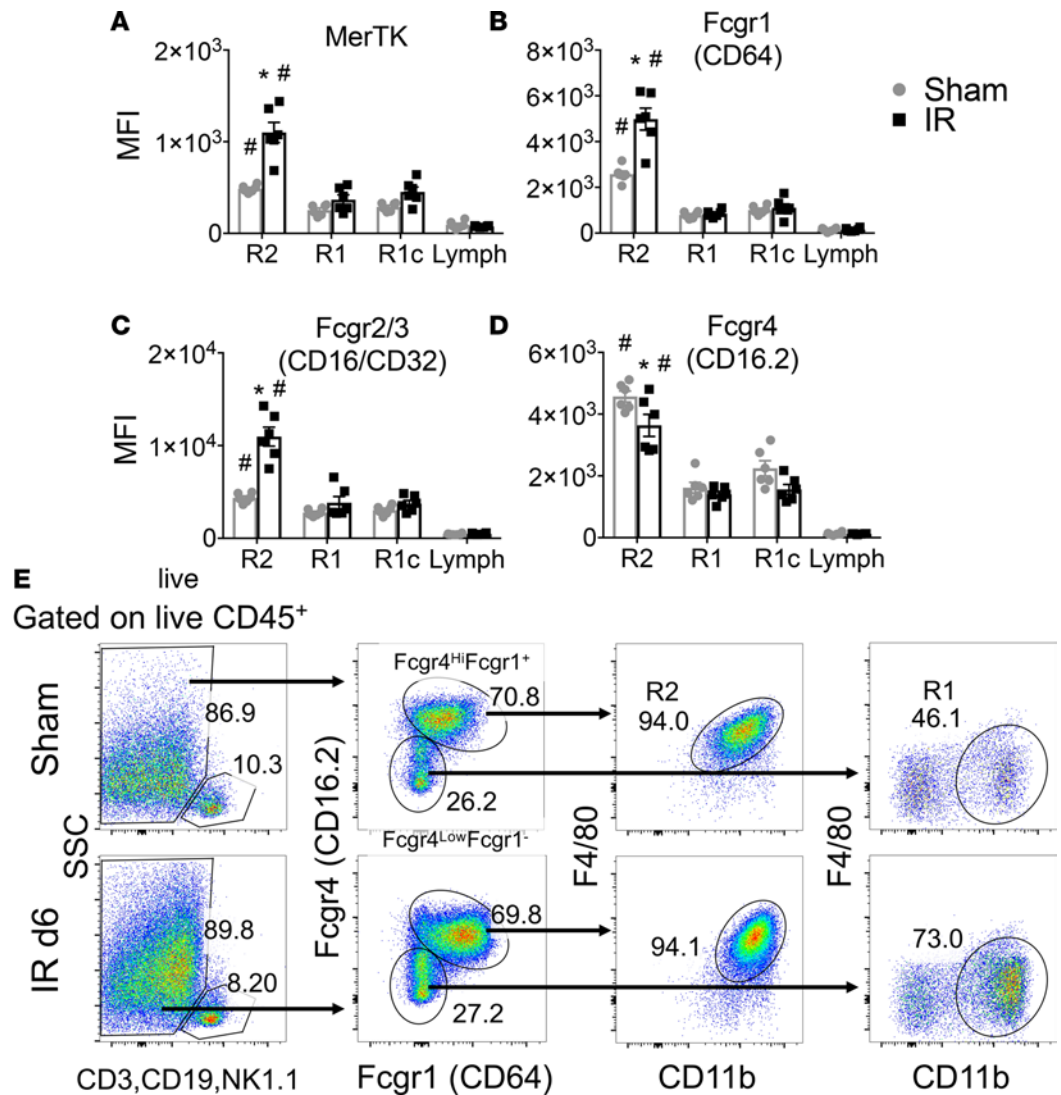 A
MerTK
2×10³
1×10³
0
MFI
* #
#
R2 R1 R1c Lymph
B
Fcgr1
(CD64)
8×10³
6×10³
4×10³
2×10³
0
* #
#
R2 R1 R1c Lymph
Sham
IR
C
Fcgr2/3
(CD16/CD32)
2×10⁴
1×10⁴
0
MFI
* #
#
R2 R1 R1c Lymph
D
Fcgr4
(CD16.2)
6×10³
4×10³
2×10³
0
#
* #
R2 R1 R1c Lymph
E
live
Gated on live CD45⁺
Sham
86.9
10.3
Fcgr4ᴴⁱFcgr1⁺
70.8
26.2
R2
94.0
R1
46.1
Fcgr4ᴸᵒʷFcgr1⁻
IR d6
89.8
8.20
69.8
27.2
94.1
73.0
SSC
Fcgr4 (CD16.2)
F4/80
F4/80
CD3,CD19,NK1.1
Fcgr1 (CD64)
CD11b
CD11b